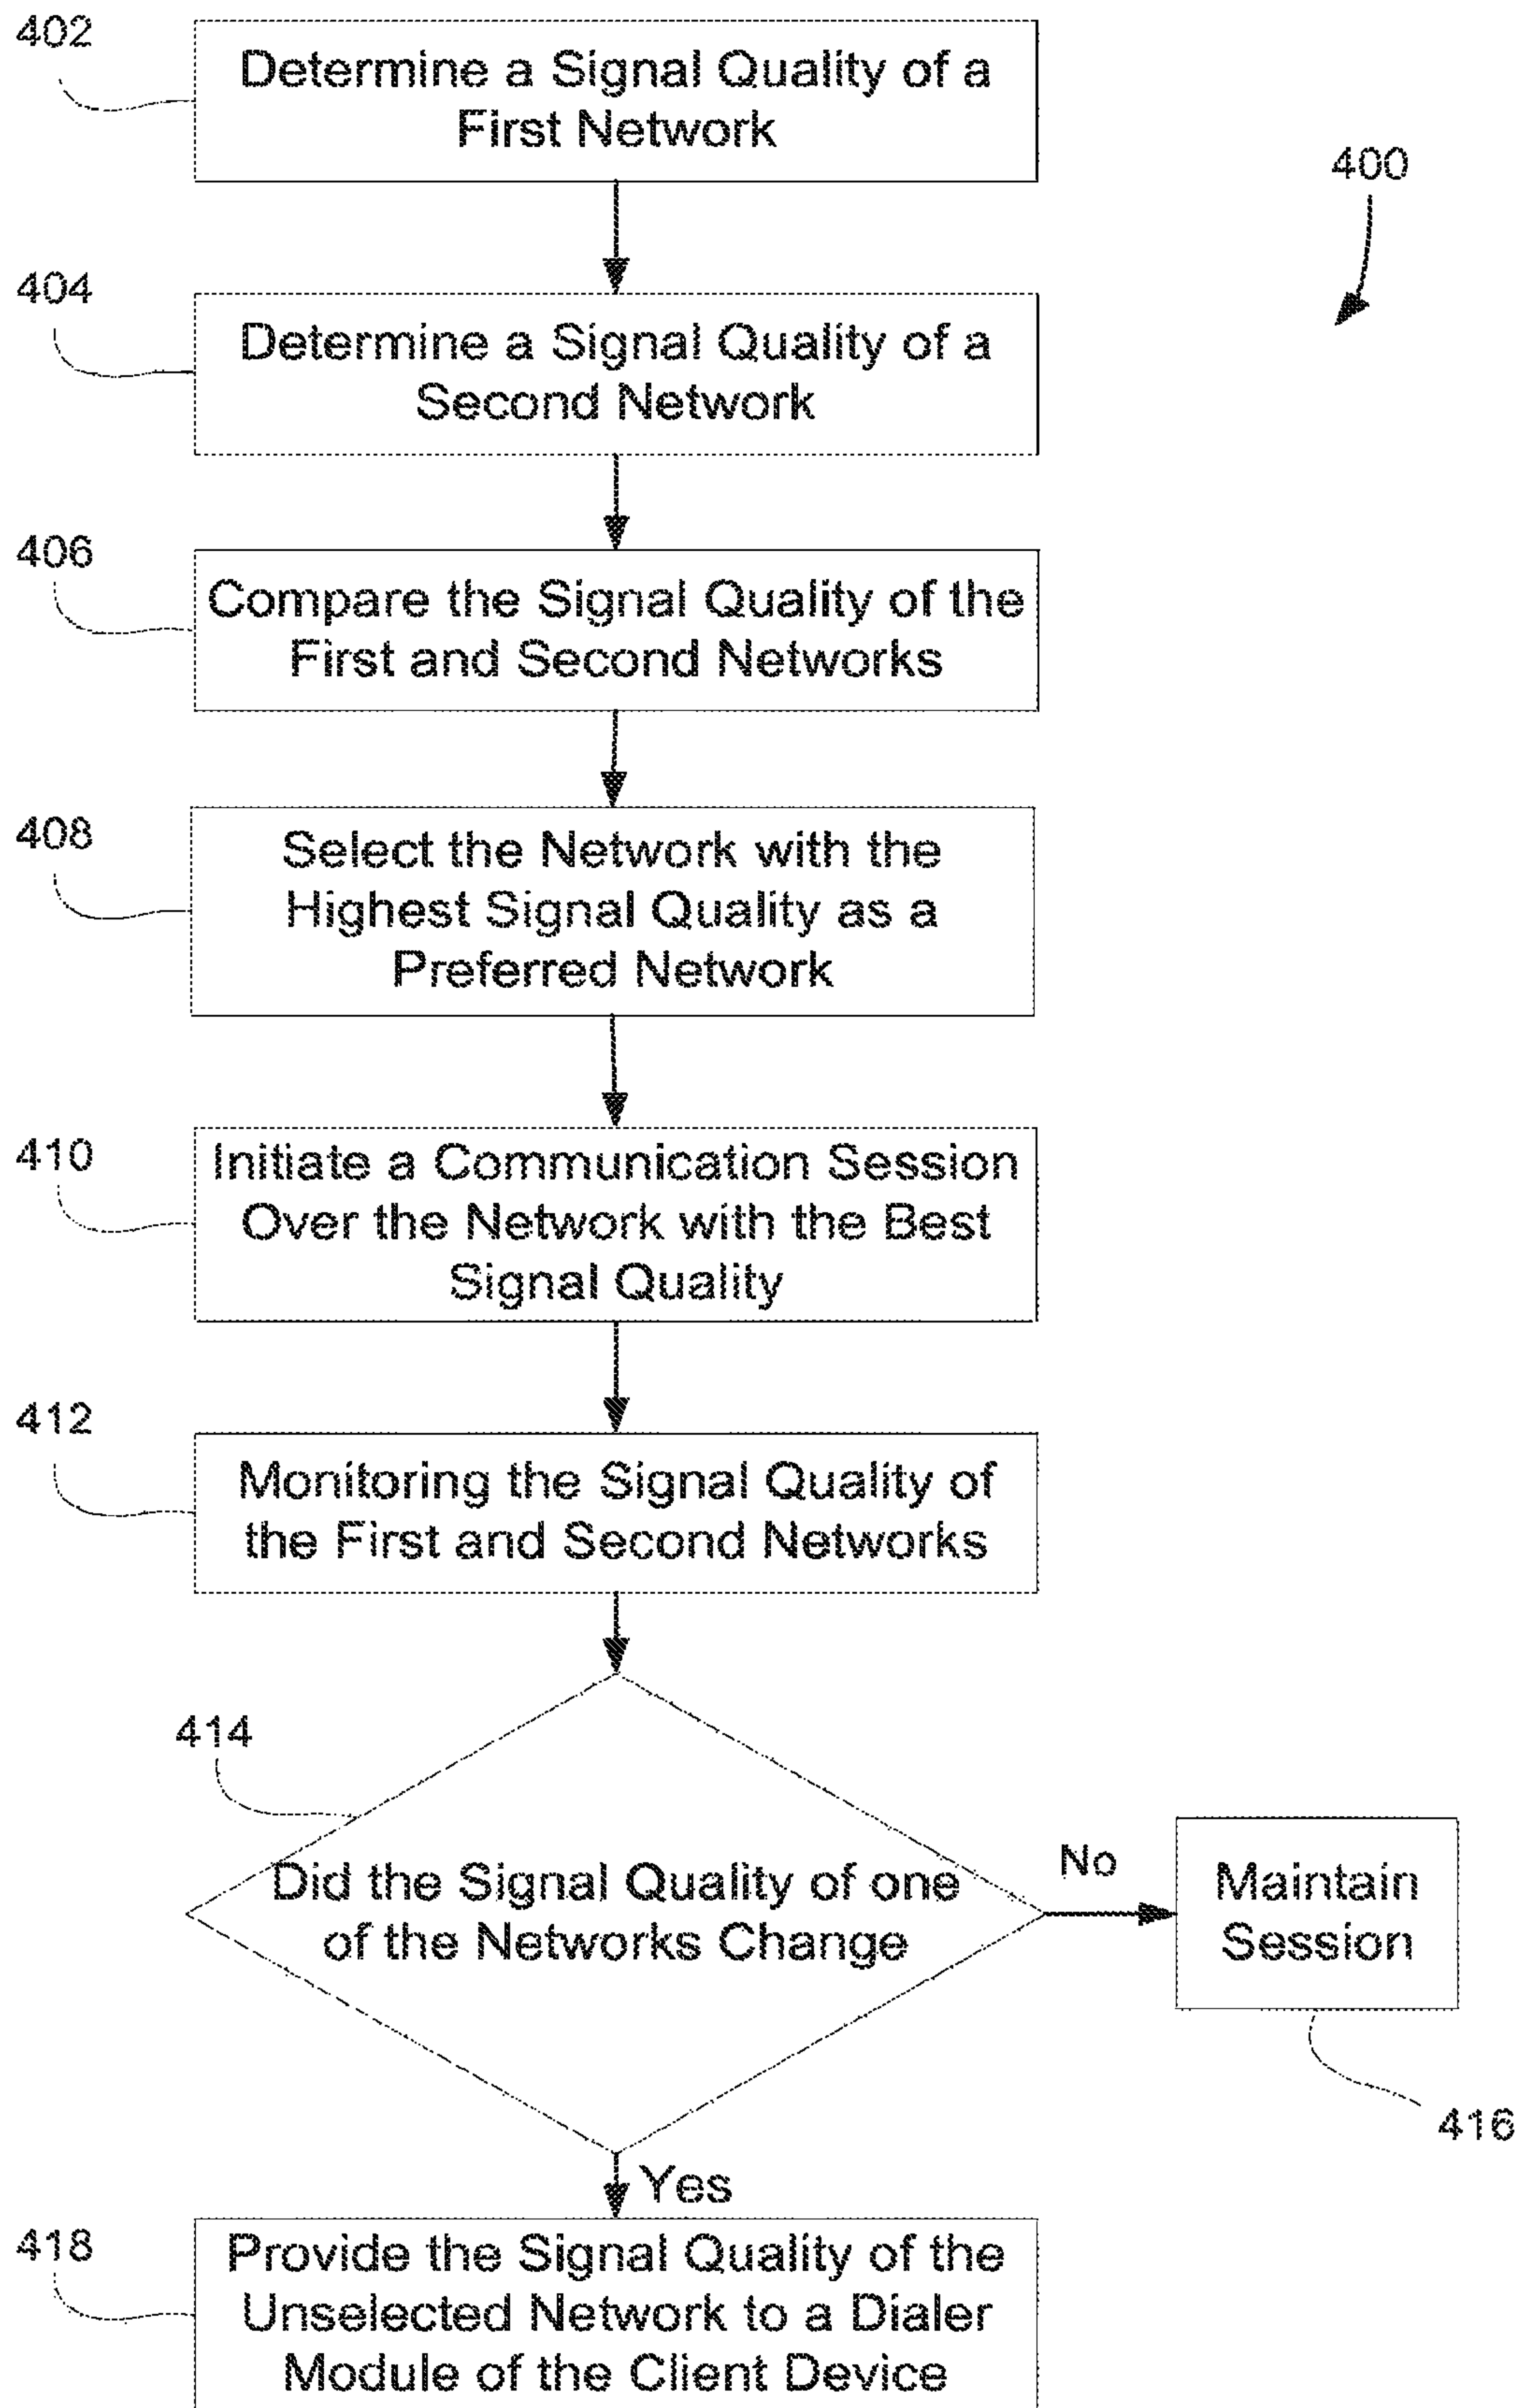 402
Determine a Signal Quality of a
First Network
400
404
Determine a Signal Quality of a
Second Network
406
Compare the Signal Quality of the
First and Second Networks
408
Select the Network with the
Highest Signal Quality as a
Preferred Network
410
Initiate a Communication Session
Over the Network with the Best
Signal Quality
412
Monitoring the Signal Quality of
the First and Second Networks
414
Did the Signal Quality of one
of the Networks Change
No
Maintain
Session
416
Yes
418
Provide the Signal Quality of the
Unselected Network to a Dialer
Module of the Client Device